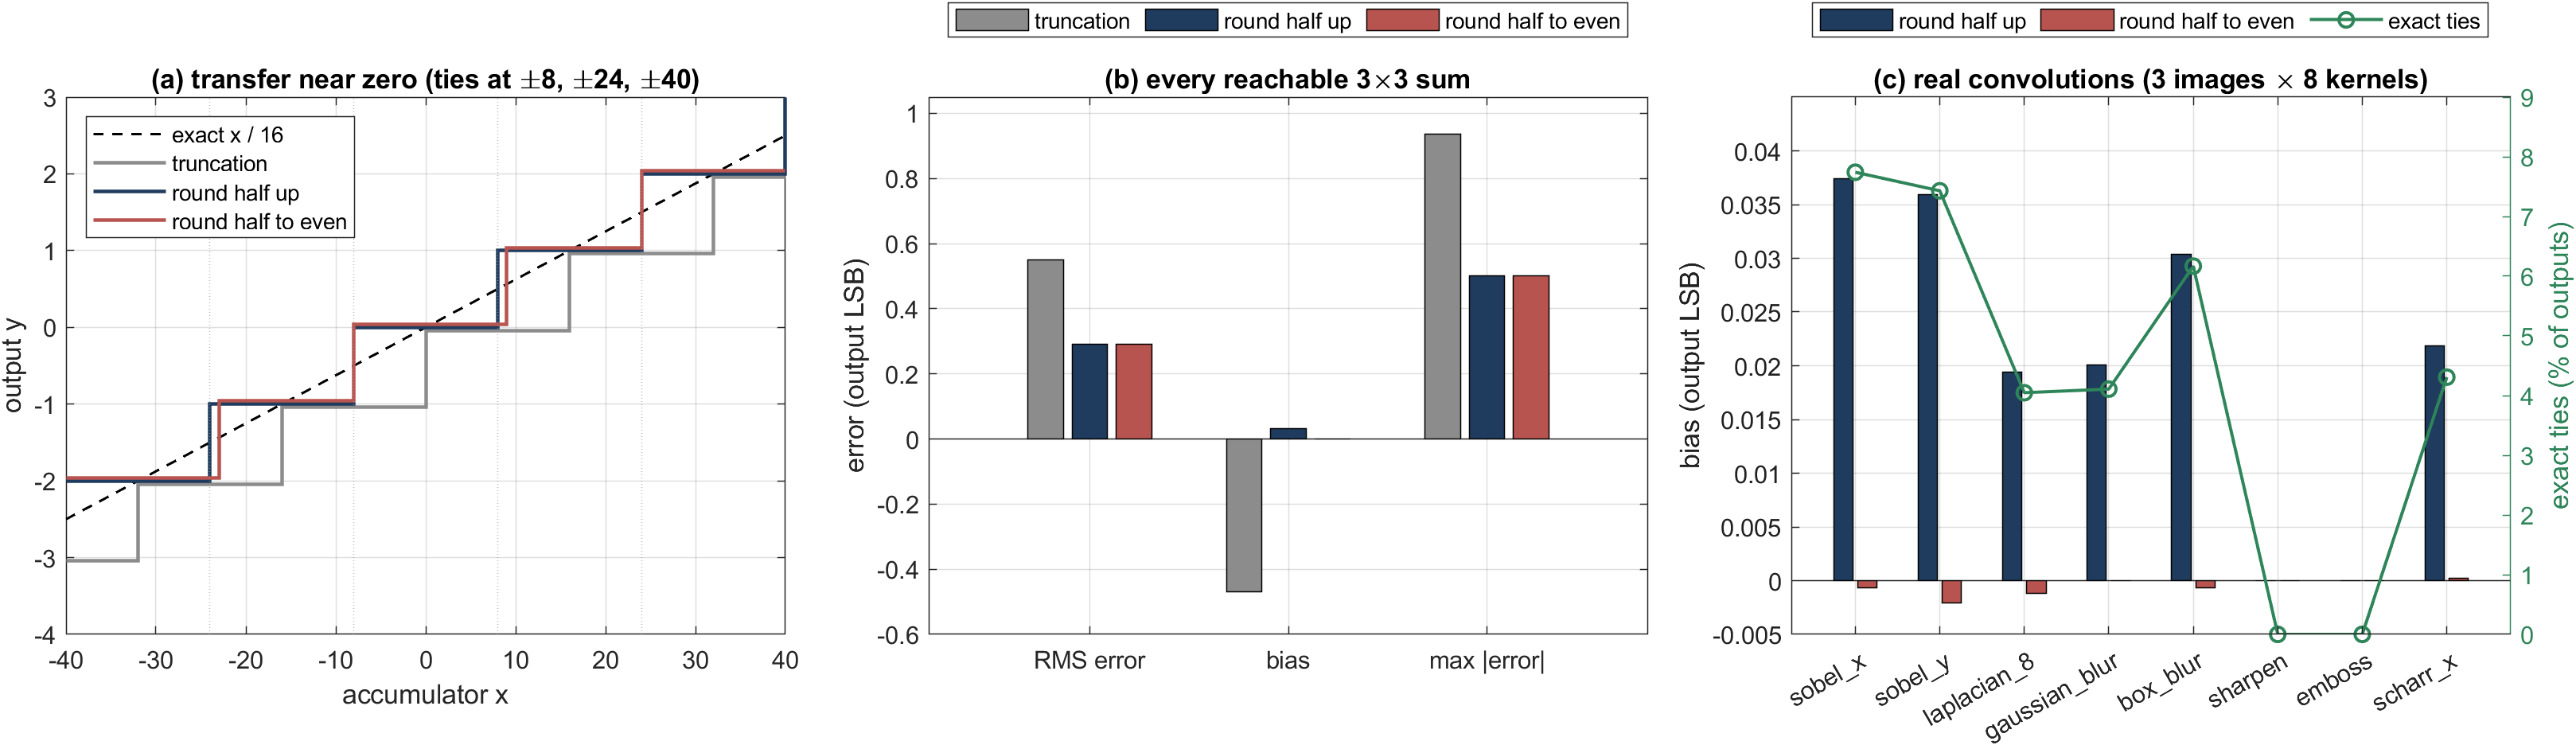 (a) transfer near zero (ties at ±8, ±24, ±40)
exact x / 16
truncation
round half up
round half to even
output y
3
2
1
0
-1
-2
-3
-4
-40 -30 -20 -10 0 10 20 30 40
accumulator x
truncation round half up round half to even
(b) every reachable 3×3 sum
error (output LSB)
1
0.8
0.6
0.4
0.2
0
-0.2
-0.4
-0.6
RMS error bias max |error|
round half up round half to even exact ties
(c) real convolutions (3 images × 8 kernels)
bias (output LSB)
0.04
0.035
0.03
0.025
0.02
0.015
0.01
0.005
0
-0.005
9
8
7
6
5
4
3
2
1
0
exact ties (% of outputs)
sobel_x
sobel_y
laplacian_8
gaussian_blur
box_blur
sharpen
emboss
scharr_x